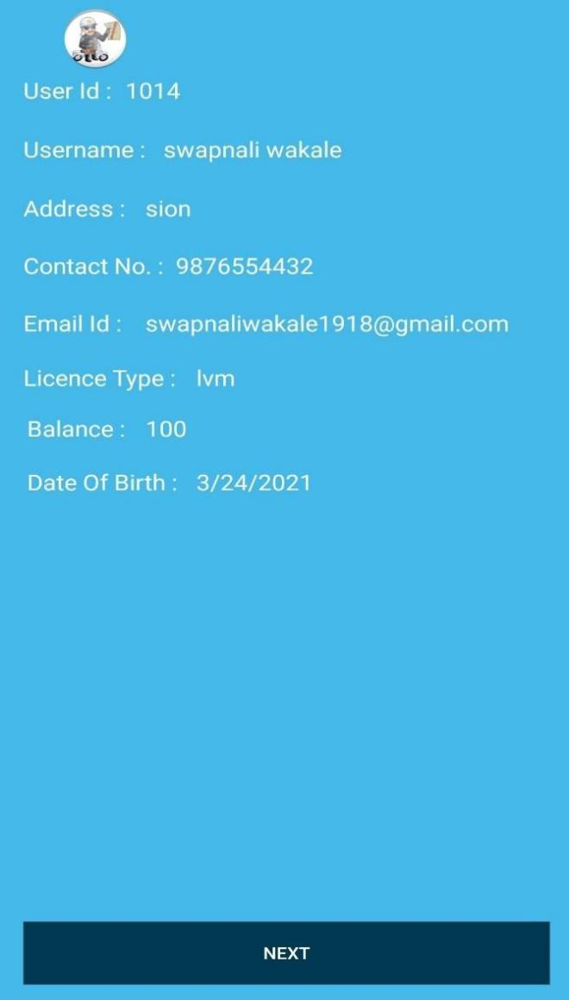 User Id : 1014
Username : swapnali wakale
Address : sion
Contact No. : 9876554432
Email Id : swapnaliwakale1918@gmail.com
Licence Type : lvm
Balance : 100
Date Of Birth : 3/24/2021
NEXT